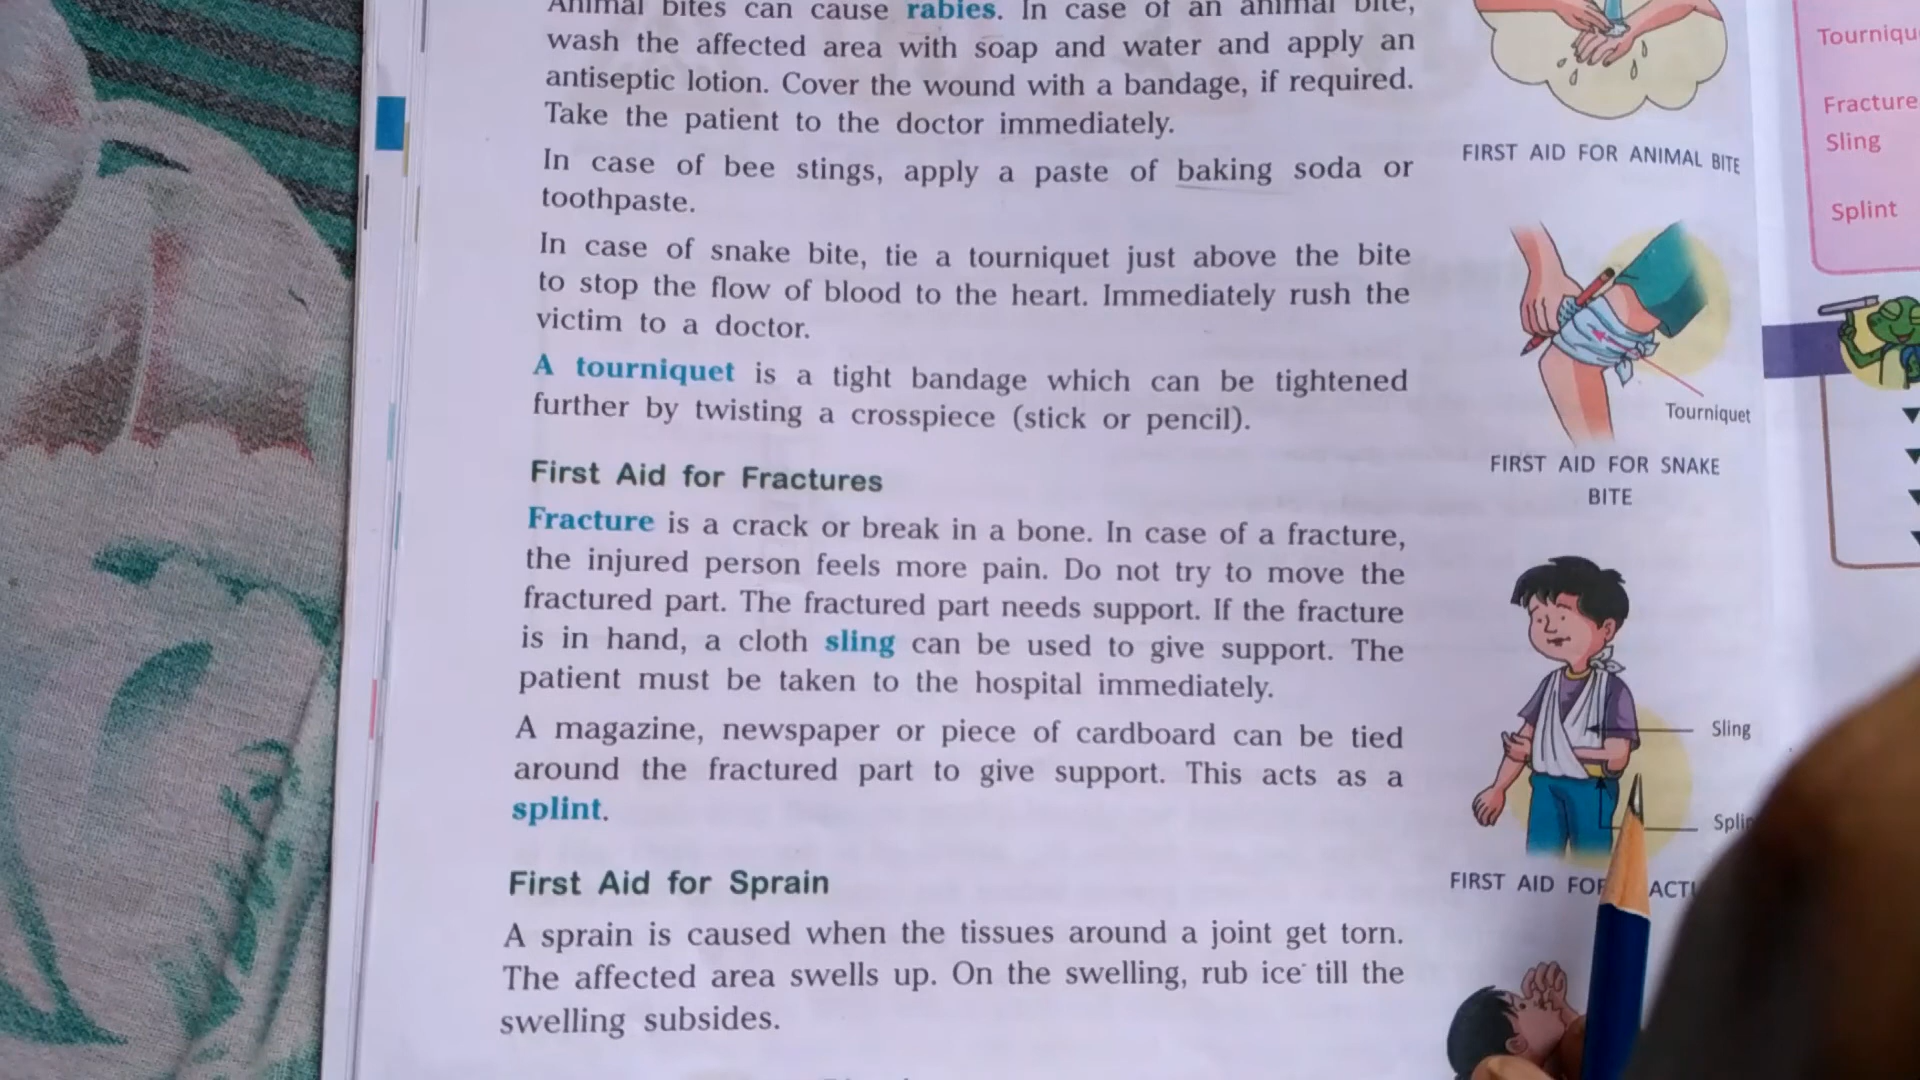 Animal bites can cause rabies. In case of an animal bite,
wash the affected area with soap and water and apply an
antiseptic lotion. Cover the wound with a bandage, if required.
Take the patient to the doctor immediately.
In case of bee stings, apply a paste of baking soda or
toothpaste.
In case of snake bite, tie a tourniquet just above the bite
to stop the flow of blood to the heart. Immediately rush the
victim to a doctor.
A tourniquet is a tight bandage which can be tightened
further by twisting a crosspiece (stick or pencil).
First Aid for Fractures
Fracture is a crack or break in a bone. In case of a fracture,
the injured person feels more pain. Do not try to move the
fractured part. The fractured part needs support. If the fracture
is in hand, a cloth sling can be used to give support. The
patient must be taken to the hospital immediately.
A magazine, newspaper or piece of cardboard can be tied
around the fractured part to give support. This acts as a
splint.
First Aid for Sprain
A sprain is caused when the tissues around a joint get torn.
The affected area swells up. On the swelling, rub ice till the
swelling subsides.
FIRST AID FOR ANIMAL BITE
Tourniquet
FIRST AID FOR SNAKE
BITE
Sling
FIRST AID FOR
Fracture
Sling
Splint